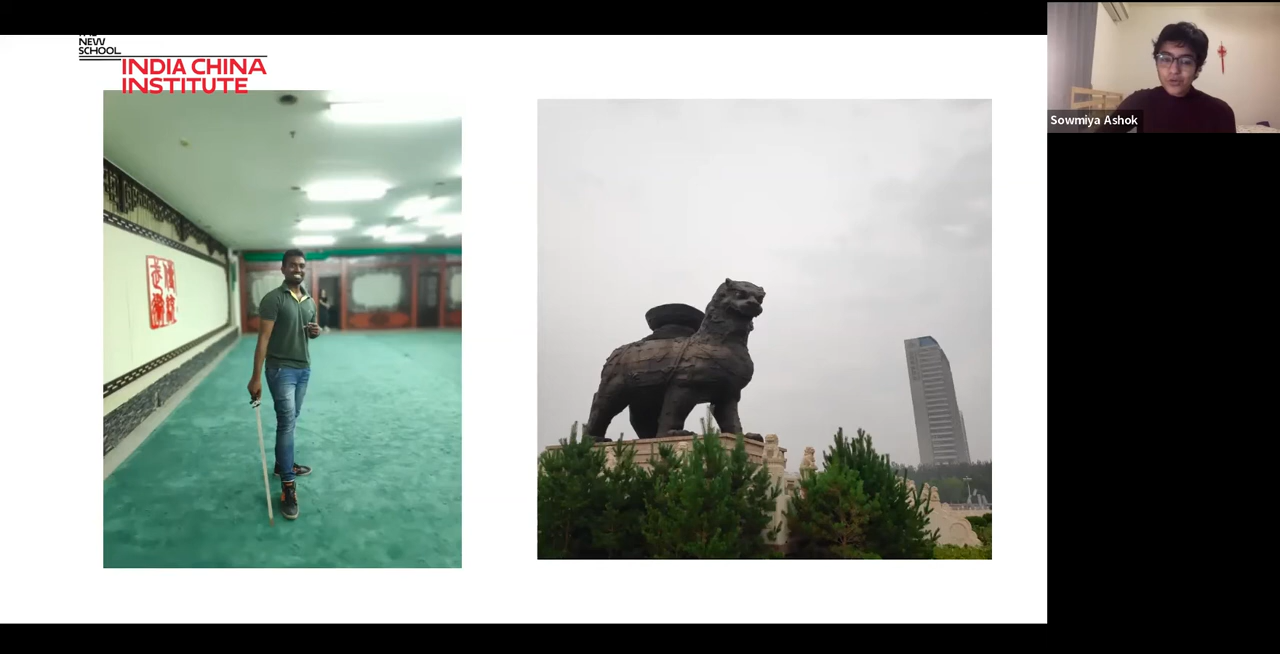 NEW
SCHOOL
INDIA CHINA
INSTITUTE
Sowmiya Ashok